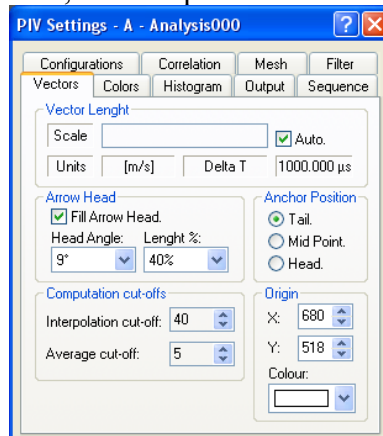 PIV Settings - A - Analysis000
Configurations Correlation Mesh Filter
Vectors Colors Histogram Output Sequence
Vector Lenght
Scale Auto.
Units [m/s] Delta T 1000.000 µs
Arrow Head
Fill Arrow Head.
Head Angle: Lenght %:
9° 40%
Anchor Position
Tail.
Mid Point.
Head.
Computation cut-offs
Interpolation cut-off: 40
Average cut-off: 5
Origin
X: 680
Y: 518
Colour: